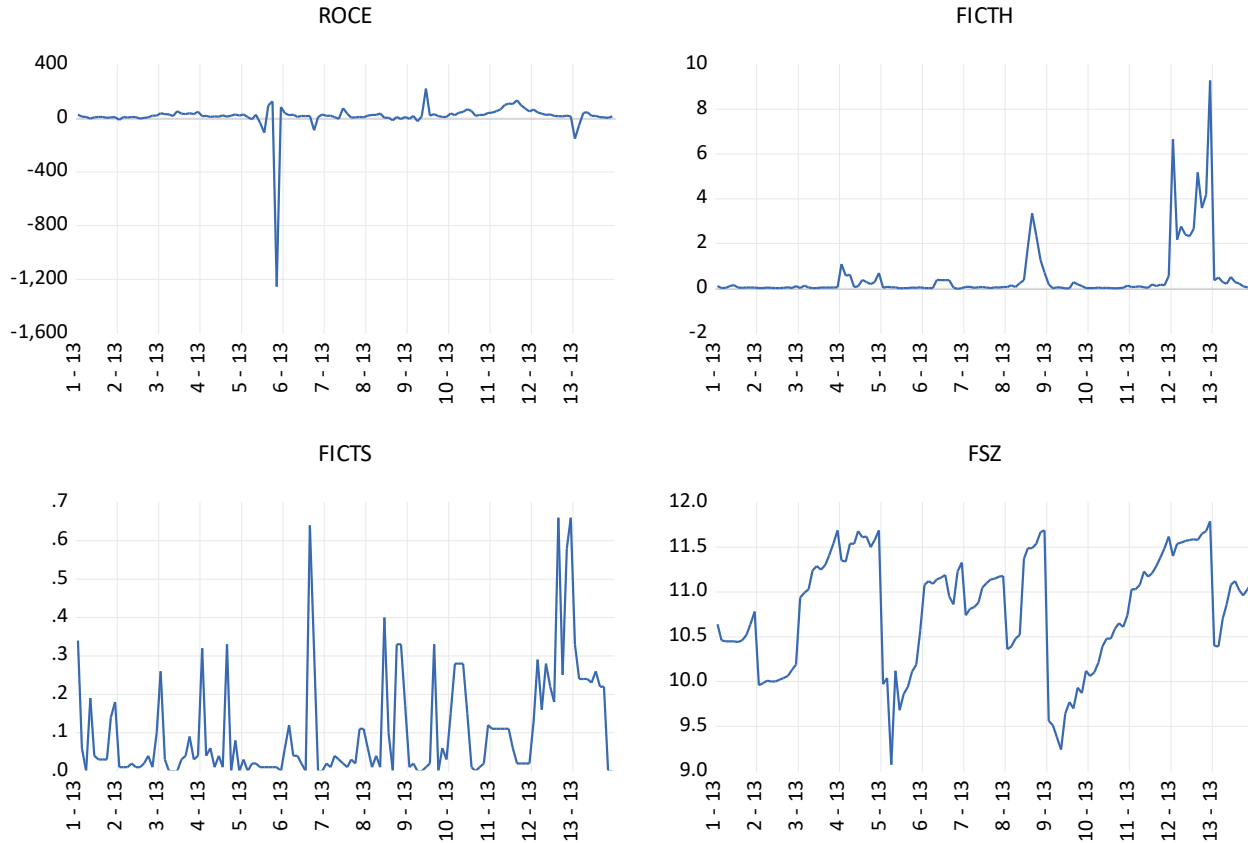 ROCE
400
0
-400
-800
-1,200
-1,600
1 - 13
2 - 13
3 - 13
4 - 13
5 - 13
6 - 13
8 - 13
9 - 13
10 - 13
11 - 13
12 - 13
13 - 13
FICTH
10
8
6
4
2
0
-2
1 - 13
2 - 13
3 - 13
4 - 13
5 - 13
6 - 13
7 - 13
8 - 13
9 - 13
10 - 13
11 - 13
12 - 13
13 - 13
FICTS
.7
.6
.5
.4
.3
.2
.1
.0
1 - 13
2 - 13
3 - 13
4 - 13
5 - 13
6 - 13
7 - 13
8 - 13
9 - 13
10 - 13
11 - 13
12 - 13
13 - 13
FSZ
12.0
11.5
11.0
10.5
10.0
9.5
9.0
1 - 13
2 - 13
3 - 13
4 - 13
5 - 13
6 - 13
7 - 13
8 - 13
9 - 13
10 - 13
11 - 13
12 - 13
13 - 13